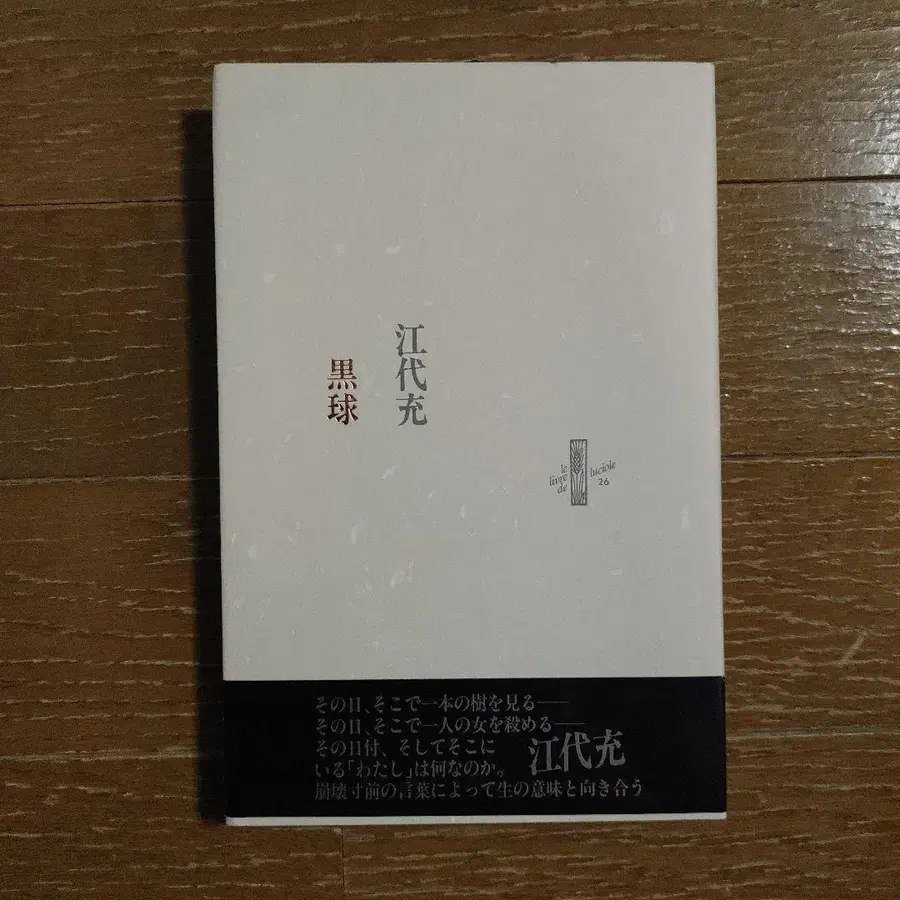 江代充
黒球
le livre de luciole 26
その日、そこで一本の樹を見る——
その日、そこで一人の女を殺める——
その日付、そしてそこに
いる「わたし」は何なのか。
江代充
崩壊寸前の言葉によって生の意味と向き合う